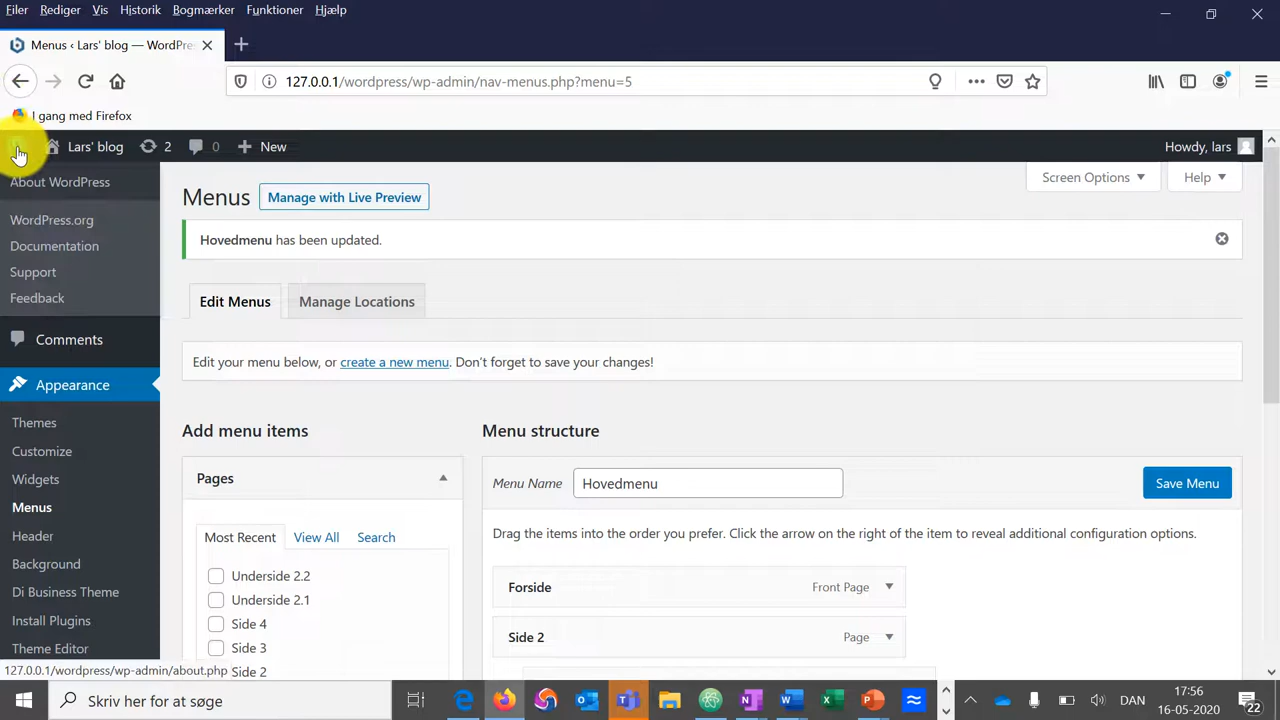 Filer Rediger Vis Historik Bogmærker Funktioner Hjælp
Menus ‹ Lars' blog — WordPre
127.0.0.1/wordpress/wp-admin/nav-menus.php?menu=5
I gang med Firefox
Lars' blog 2 0 New Howdy, lars
About WordPress
WordPress.org
Documentation
Support
Feedback
Comments
Appearance
Themes
Customize
Widgets
Menus
Header
Background
Di Business Theme
Install Plugins
Theme Editor
Screen Options Help
Menus Manage with Live Preview
Hovedmenu has been updated.
Edit Menus Manage Locations
Edit your menu below, or create a new menu. Don't forget to save your changes!
Add menu items
Pages
Most Recent View All Search
Underside 2.2
Underside 2.1
Side 4
Side 3
Side 2
Menu structure
Menu Name Hovedmenu Save Menu
Drag the items into the order you prefer. Click the arrow on the right of the item to reveal additional configuration options.
Forside Front Page
Side 2 Page
127.0.0.1/wordpress/wp-admin/about.php
Skriv her for at søge
DAN
17:56
16-05-2020
22